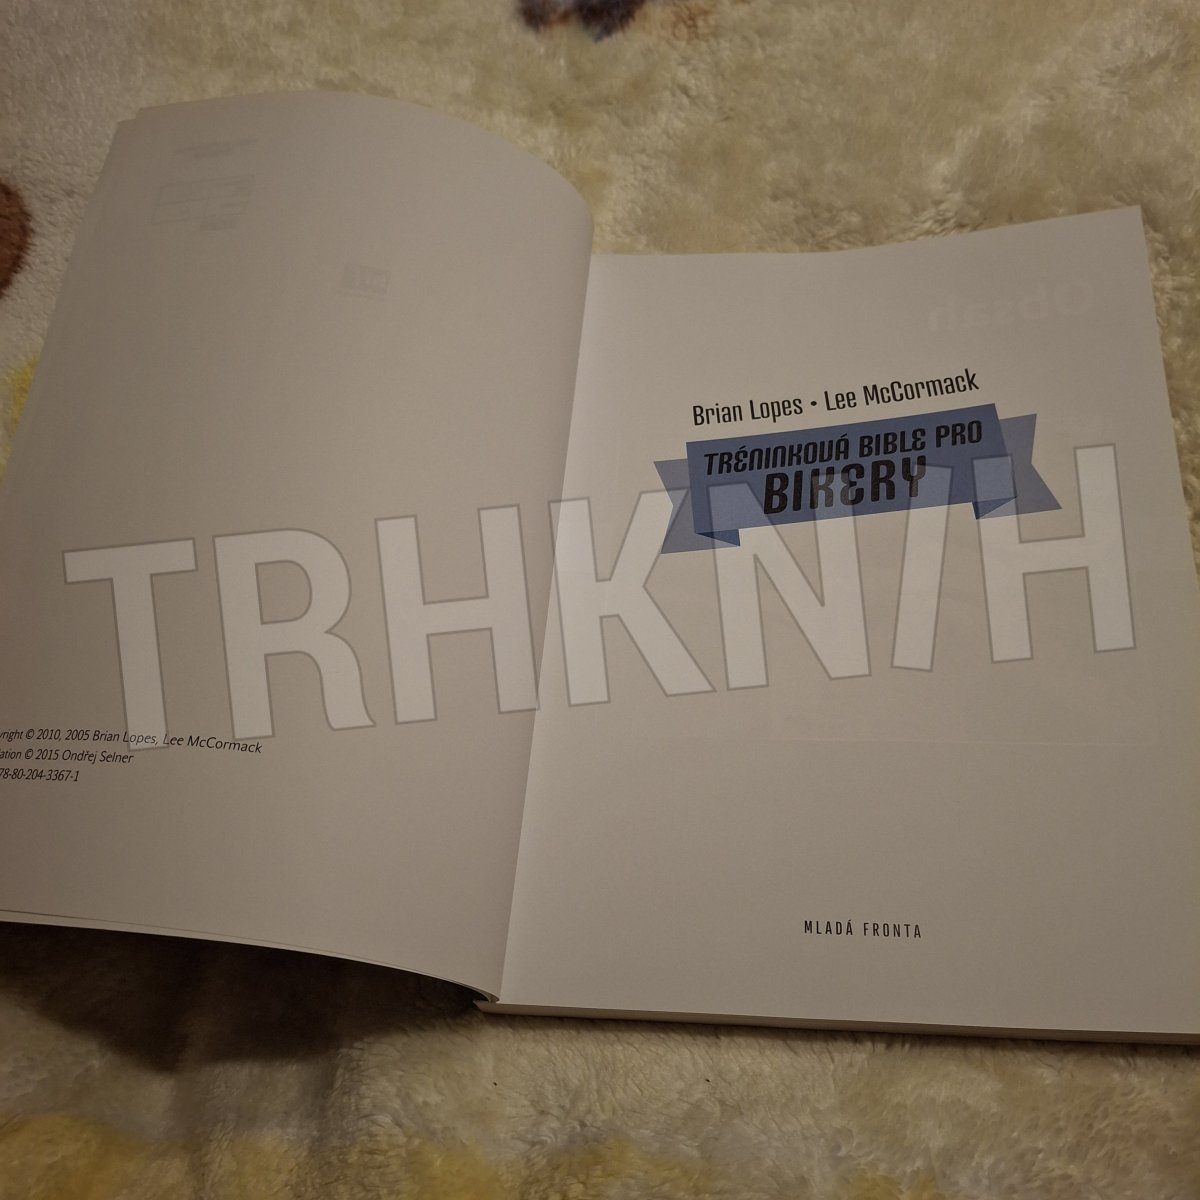 yright © 2010, 2005 Brian Lopes, Lee McCormack
ation © 2015 Ondřej Selner
78-80-204-3367-1
Obsah
Brian Lopes • Lee McCormack
TRÉNINKOVÁ BIBLE PRO
BIKERY
TRHKNIH
MLADÁ FRONTA